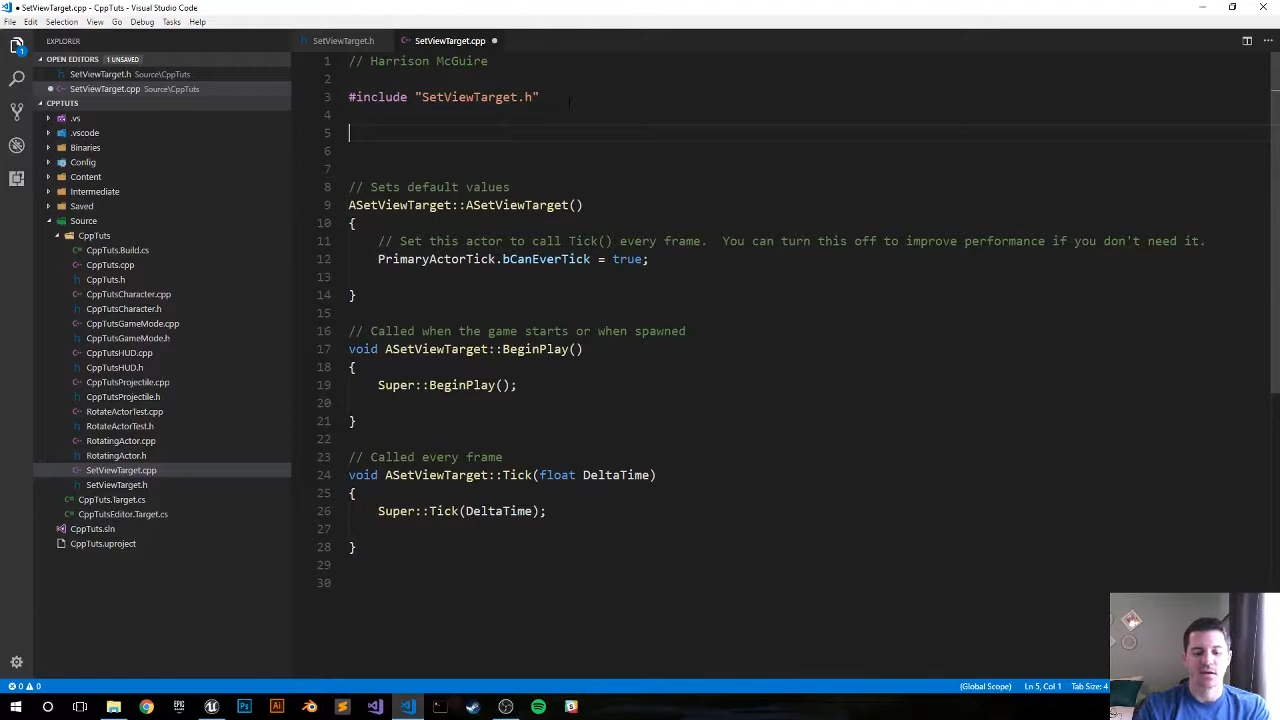 SetViewTarget.cpp - CppTuts - Visual Studio Code
File Edit Selection View Go Debug Tasks Help
EXPLORER
OPEN EDITORS 1 UNSAVED
SetViewTarget.h Source\CppTuts
SetViewTarget.cpp Source\CppTuts
CPPTUTS
.vs
.vscode
Binaries
Config
Content
Intermediate
Saved
Source
CppTuts
CppTuts.Build.cs
CppTuts.cpp
CppTuts.h
CppTutsCharacter.cpp
CppTutsCharacter.h
CppTutsGameMode.cpp
CppTutsGameMode.h
CppTutsHUD.cpp
CppTutsHUD.h
CppTutsProjectile.cpp
CppTutsProjectile.h
RotateActorTest.cpp
RotateActorTest.h
RotatingActor.cpp
RotatingActor.h
SetViewTarget.cpp
SetViewTarget.h
CppTuts.Target.cs
CppTutsEditor.Target.cs
CppTuts.sln
CppTuts.uproject
SetViewTarget.h SetViewTarget.cpp
1 // Harrison McGuire
2
3 #include "SetViewTarget.h"
4
5
6
7
8 // Sets default values
9 ASetViewTarget::ASetViewTarget()
10 {
11 // Set this actor to call Tick() every frame.  You can turn this off to improve performance if you don't need it.
12 PrimaryActorTick.bCanEverTick = true;
13
14 }
15
16 // Called when the game starts or when spawned
17 void ASetViewTarget::BeginPlay()
18 {
19 Super::BeginPlay();
20
21 }
22
23 // Called every frame
24 void ASetViewTarget::Tick(float DeltaTime)
25 {
26 Super::Tick(DeltaTime);
27
28 }
29
30
0 0 (Global Scope) Ln 5, Col 1 Tab Size: 4